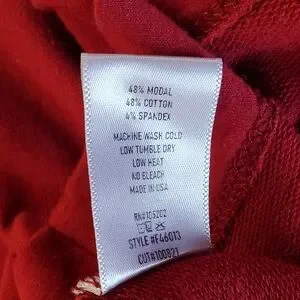 48% MODAL
48% COTTON
4% SPANDEX
MACHINE WASH COLD
LOW TUMBLE DRY
LOW HEAT
NO BLEACH
MADE IN USA
RN#105202
STYLE #F46013
CUT#100821